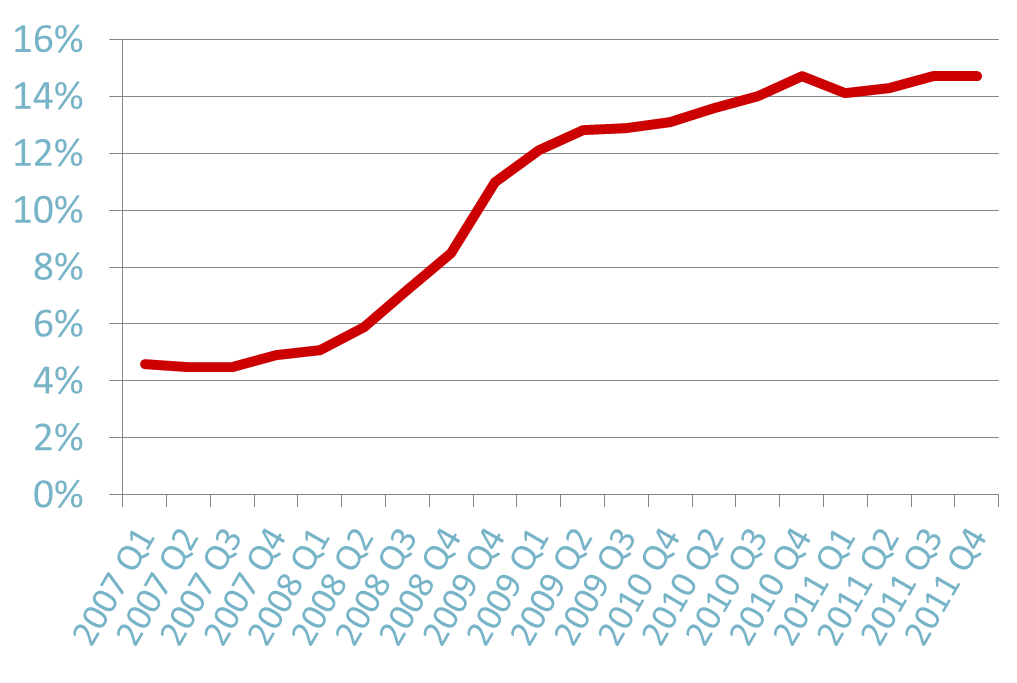 16%
14%
12%
10%
8%
6%
4%
2%
0%
2007 Q1
2007 Q2
2007 Q3
2007 Q4
2008 Q1
2008 Q2
2008 Q3
2008 Q4
2009 Q4
2009 Q1
2009 Q2
2009 Q3
2010 Q4
2010 Q2
2010 Q3
2010 Q4
2011 Q1
2011 Q2
2011 Q3
2011 Q4